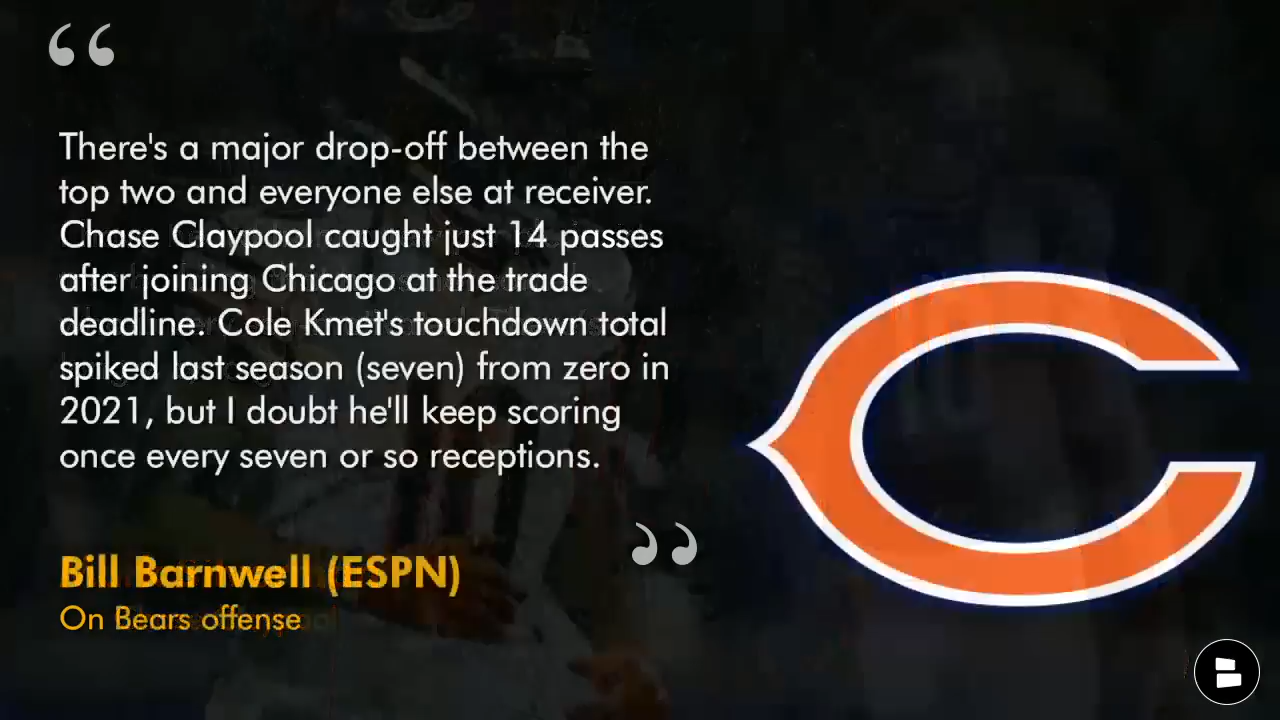 There's a major drop-off between the
top two and everyone else at receiver.
Chase Claypool caught just 14 passes
after joining Chicago at the trade
deadline. Cole Kmet's touchdown total
spiked last season (seven) from zero in
2021, but I doubt he'll keep scoring
once every seven or so receptions.
Bill Barnwell (ESPN)
On Bears offense